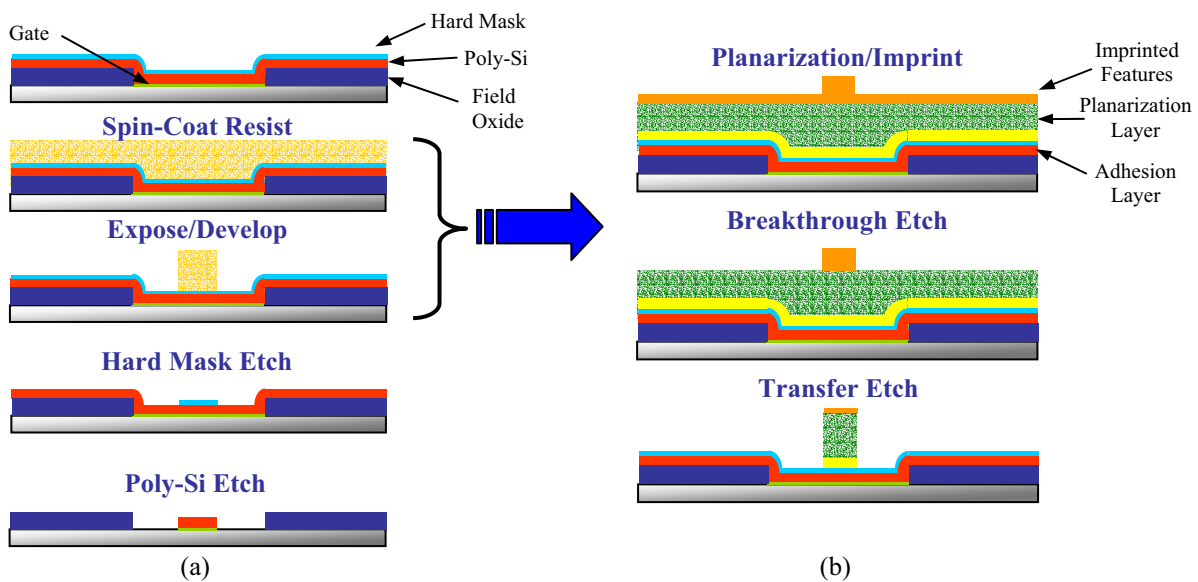 Gate
Hard Mask
Poly-Si
Field
Oxide
Spin-Coat Resist
Expose/Develop
Hard Mask Etch
Poly-Si Etch
(a)
Planarization/Imprint
Imprinted
Features
Planarization
Layer
Adhesion
Layer
Breakthrough Etch
Transfer Etch
(b)